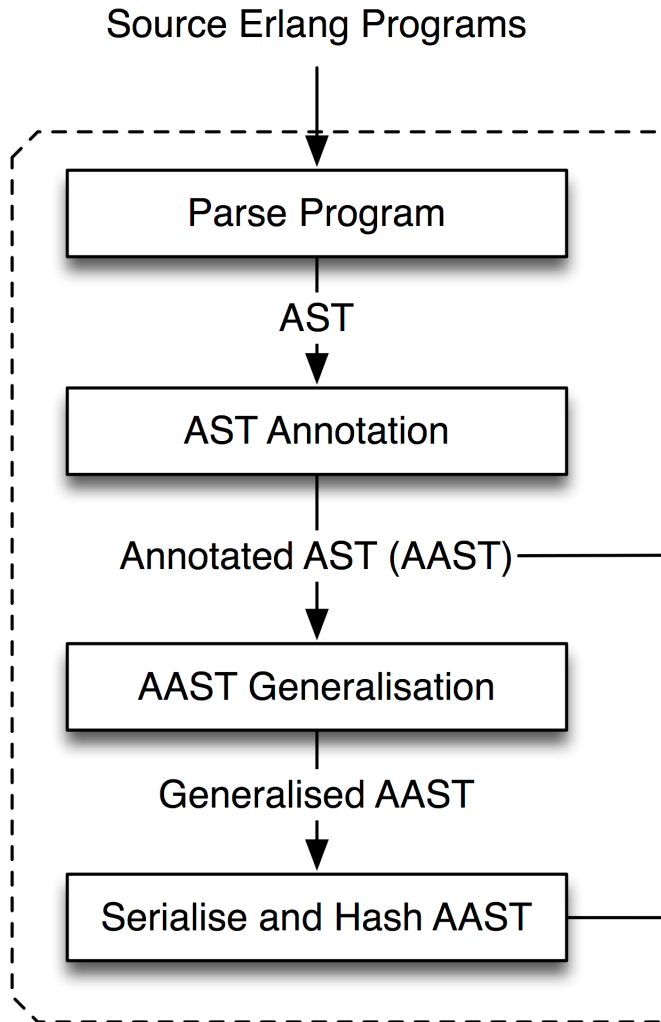 Source Erlang Programs
Parse Program
AST
AST Annotation
Annotated AST (AAST)
AAST Generalisation
Generalised AAST
Serialise and Hash AAST